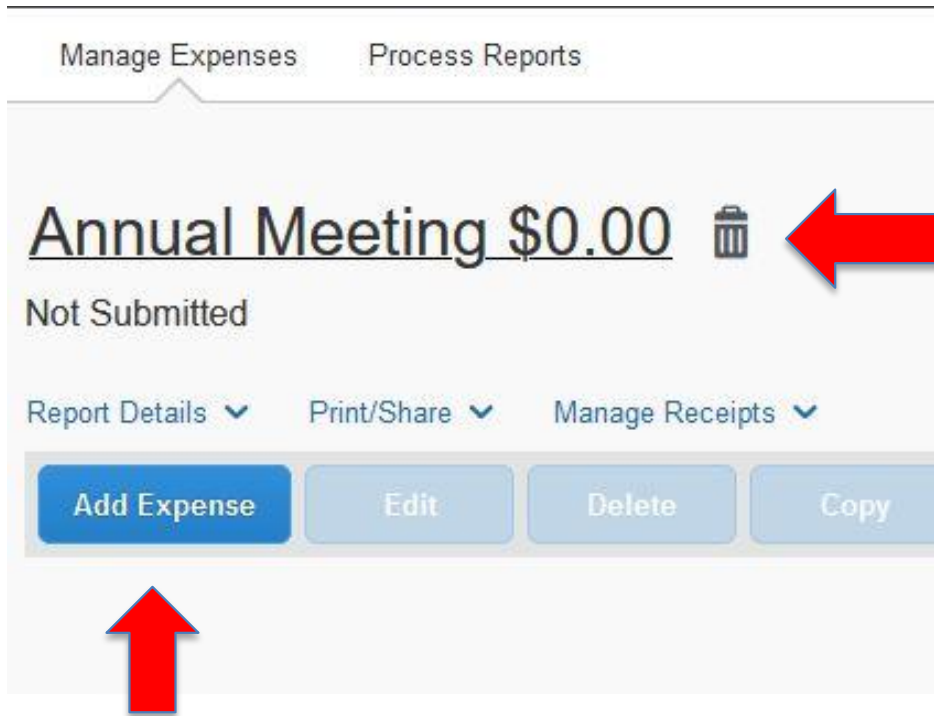 Manage Expenses Process Reports
Annual Meeting $0.00
Not Submitted
Report Details Print/Share Manage Receipts
Add Expense Edit Delete Copy